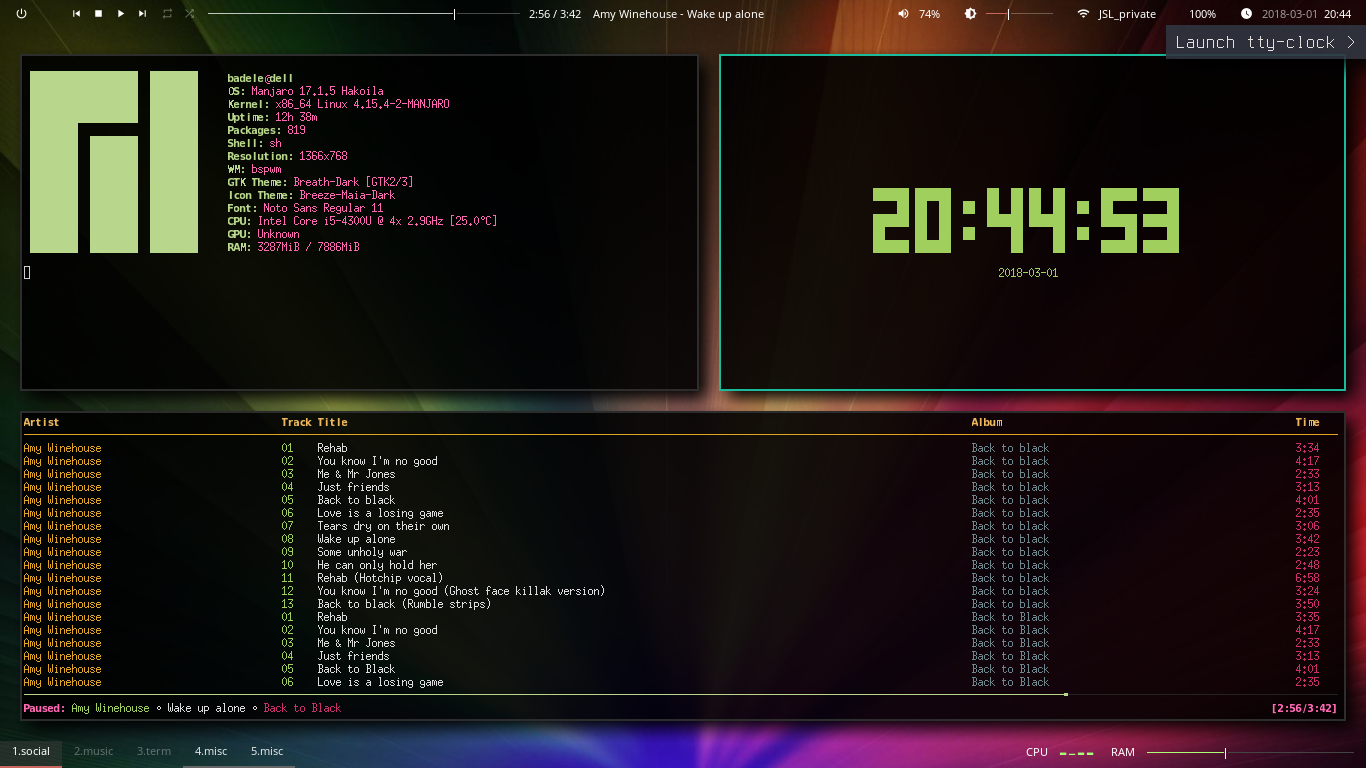 2:56 / 3:42 Amy Winehouse - Wake up alone 74% JSL_private 100% 2018-03-01 20:44
Launch tty-clock >
badele@dell
OS: Manjaro 17.1.5 Hakoila
Kernel: x86_64 Linux 4.15.4-2-MANJARO
Uptime: 12h 38m
Packages: 819
Shell: sh
Resolution: 1366x768
WM: bspwm
GTK Theme: Breath-Dark [GTK2/3]
Icon Theme: Breeze-Maia-Dark
Font: Noto Sans Regular 11
CPU: Intel Core i5-4300U @ 4x 2.9GHz [25.0°C]
GPU: Unknown
RAM: 3287MiB / 7886MiB
20:44:53
2018-03-01
Artist Track Title Album Time
Amy Winehouse 01 Rehab Back to black 3:34
Amy Winehouse 02 You know I'm no good Back to black 4:17
Amy Winehouse 03 Me & Mr Jones Back to black 2:33
Amy Winehouse 04 Just friends Back to black 3:13
Amy Winehouse 05 Back to black Back to black 4:01
Amy Winehouse 06 Love is a losing game Back to black 2:35
Amy Winehouse 07 Tears dry on their own Back to black 3:06
Amy Winehouse 08 Wake up alone Back to black 3:42
Amy Winehouse 09 Some unholy war Back to black 2:23
Amy Winehouse 10 He can only hold her Back to black 2:48
Amy Winehouse 11 Rehab (Hotchip vocal) Back to black 6:58
Amy Winehouse 12 You know I'm no good (Ghost face killak version) Back to black 3:24
Amy Winehouse 13 Back to black (Rumble strips) Back to black 3:50
Amy Winehouse 01 Rehab Back to Black 3:35
Amy Winehouse 02 You know I'm no good Back to Black 4:17
Amy Winehouse 03 Me & Mr Jones Back to Black 2:33
Amy Winehouse 04 Just friends Back to Black 3:13
Amy Winehouse 05 Back to Black Back to Black 4:01
Amy Winehouse 06 Love is a losing game Back to Black 2:35
Paused: Amy Winehouse ∘ Wake up alone ∘ Back to Black [2:56/3:42]
1.social 2.music 3.term 4.misc 5.misc CPU RAM